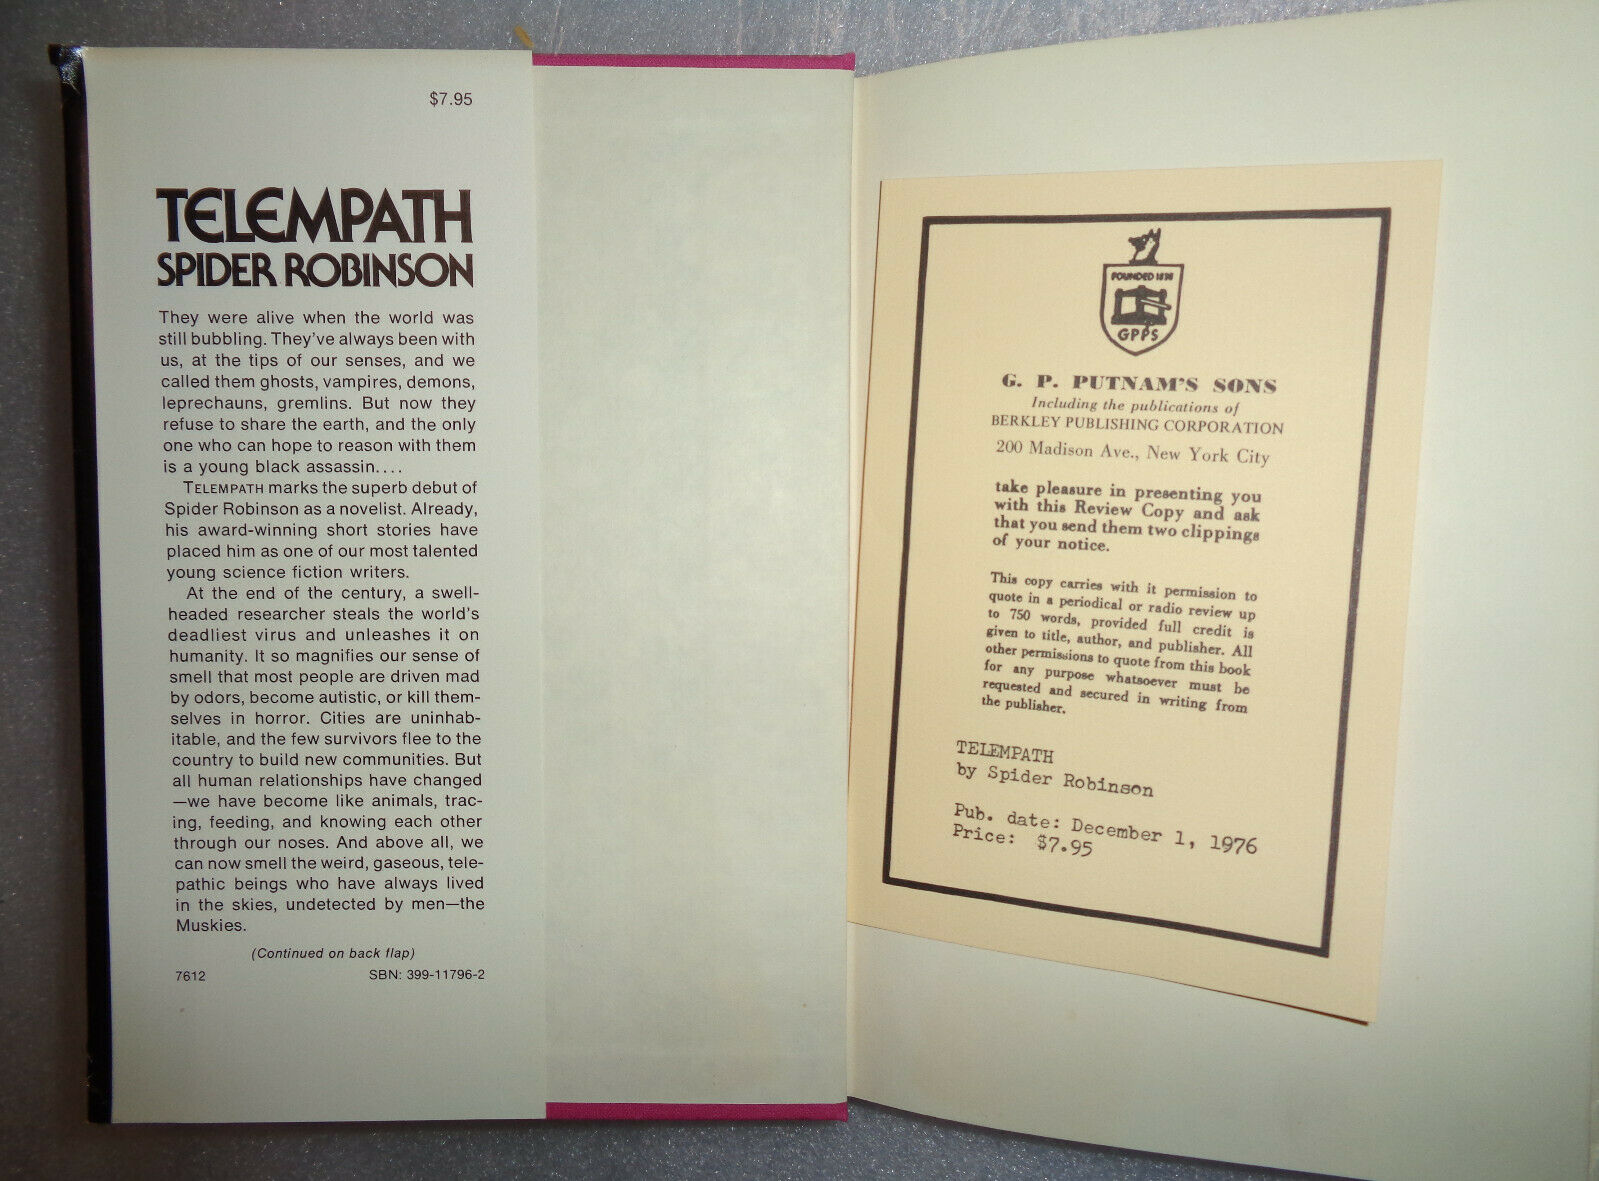 $7.95
TELEMPATH
SPIDER ROBINSON
They were alive when the world was
still bubbling. They've always been with
us, at the tips of our senses, and we
called them ghosts, vampires, demons,
leprechauns, gremlins. But now they
refuse to share the earth, and the only
one who can hope to reason with them
is a young black assassin....
TELEMPATH marks the superb debut of
Spider Robinson as a novelist. Already,
his award-winning short stories have
placed him as one of our most talented
young science fiction writers.
At the end of the century, a swell-
headed researcher steals the world's
deadliest virus and unleashes it on
humanity. It so magnifies our sense of
smell that most people are driven mad
by odors, become autistic, or kill them-
selves in horror. Cities are uninhab-
itable, and the few survivors flee to the
country to build new communities. But
all human relationships have changed
—we have become like animals, trac-
ing, feeding, and knowing each other
through our noses. And above all, we
can now smell the weird, gaseous, tele-
pathic beings who have always lived
in the skies, undetected by men—the
Muskies.
(Continued on back flap)
7612 SBN: 399-11796-2
FOUNDED 1838
GPPS
G. P. PUTNAM'S SONS
Including the publications of
BERKLEY PUBLISHING CORPORATION
200 Madison Ave., New York City
take pleasure in presenting you
with this Review Copy and ask
that you send them two clippings
of your notice.
This copy carries with it permission to
quote in a periodical or radio review up
to 750 words, provided full credit is
given to title, author, and publisher. All
other permissions to quote from this book
for any purpose whatsoever must be
requested and secured in writing from
the publisher.
TELEMPATH
by Spider Robinson
Pub. date: December 1, 1976
Price: $7.95